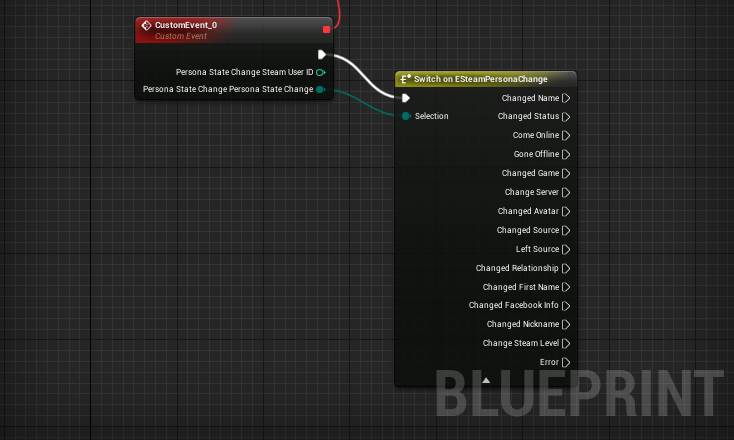 CustomEvent_0
Custom Event
Persona State Change Steam User ID
Persona State Change Persona State Change
Switch on ESteamPersonaChange
Selection
Changed Name
Changed Status
Come Online
Gone Offline
Changed Game
Change Server
Changed Avatar
Changed Source
Left Source
Changed Relationship
Changed First Name
Changed Facebook Info
Changed Nickname
Change Steam Level
Error
BLUEPRINT